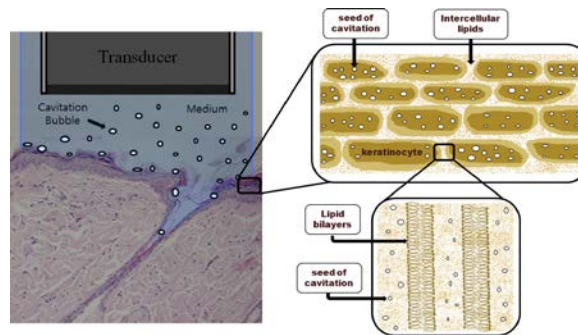 Transducer
Cavitation
Bubble
Medium
seed of
cavitation
Intercellular
lipids
keratinocyte
Lipid
bilayers
seed of
cavitation